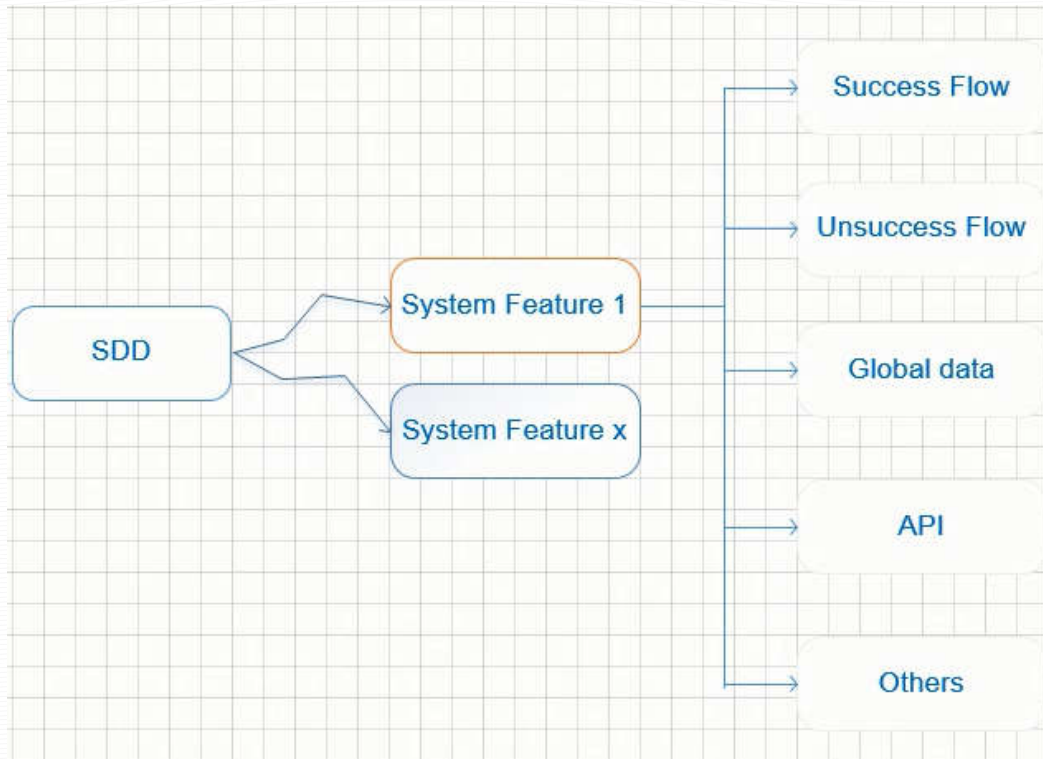 SDD
System Feature 1
System Feature x
Success Flow
Unsuccess Flow
Global data
API
Others